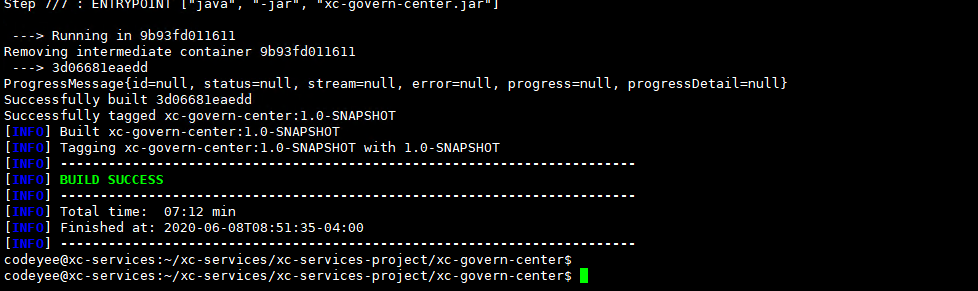 Step 7/7 : ENTRYPOINT ["java", "-jar", "xc-govern-center.jar"]
---> Running in 9b93fd011611
Removing intermediate container 9b93fd011611
---> 3d06681eaedd
ProgressMessage{id=null, status=null, stream=null, error=null, progress=null, progressDetail=null}
Successfully built 3d06681eaedd
Successfully tagged xc-govern-center:1.0-SNAPSHOT
[INFO] Built xc-govern-center:1.0-SNAPSHOT
[INFO] Tagging xc-govern-center:1.0-SNAPSHOT with 1.0-SNAPSHOT
[INFO] ------------------------------------------------------------------------
[INFO] BUILD SUCCESS
[INFO] ------------------------------------------------------------------------
[INFO] Total time:  07:12 min
[INFO] Finished at: 2020-06-08T08:51:35-04:00
[INFO] ------------------------------------------------------------------------
codeyee@xc-services:~/xc-services/xc-services-project/xc-govern-center$
codeyee@xc-services:~/xc-services/xc-services-project/xc-govern-center$